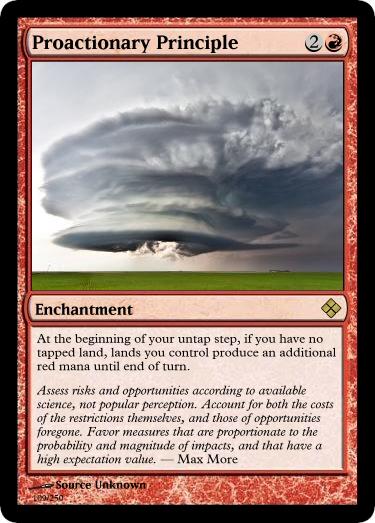 Proactionary Principle 2
Enchantment
At the beginning of your untap step, if you have no
tapped land, lands you control produce an additional
red mana until end of turn.
Assess risks and opportunities according to available
science, not popular perception. Account for both the costs
of the restrictions themselves, and those of opportunities
foregone. Favor measures that are proportionate to the
probability and magnitude of impacts, and that have a
high expectation value. — Max More
Source Unknown
109/250